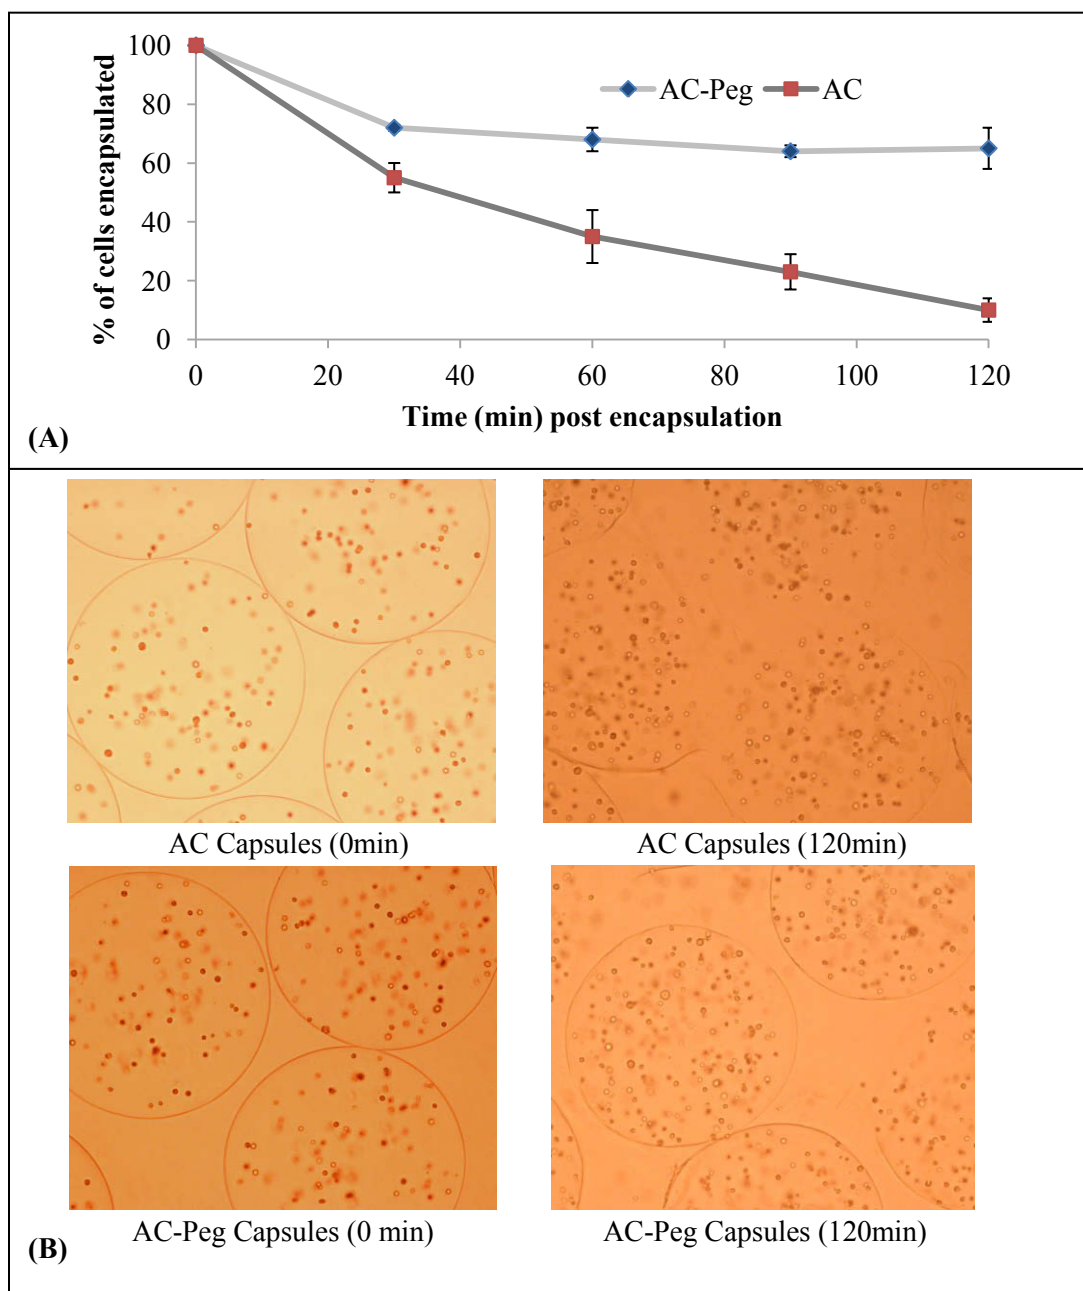 100
80
60
40
20
0
% of cells encapsulated
AC-Peg AC
0 20 40 60 80 100 120
Time (min) post encapsulation
(A)
AC Capsules (0min) AC Capsules (120min)
AC-Peg Capsules (0 min) AC-Peg Capsules (120min)
(B)